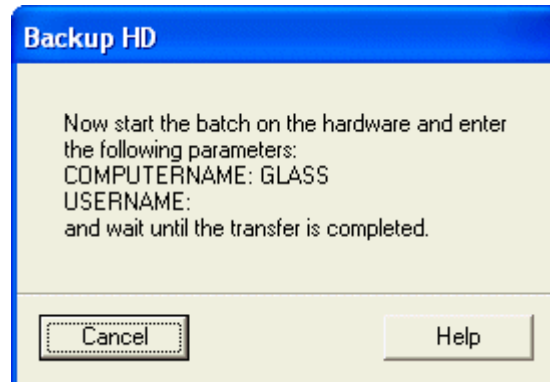 Backup HD
Now start the batch on the hardware and enter
the following parameters:
COMPUTERNAME: GLASS
USERNAME:
and wait until the transfer is completed.
Cancel
Help